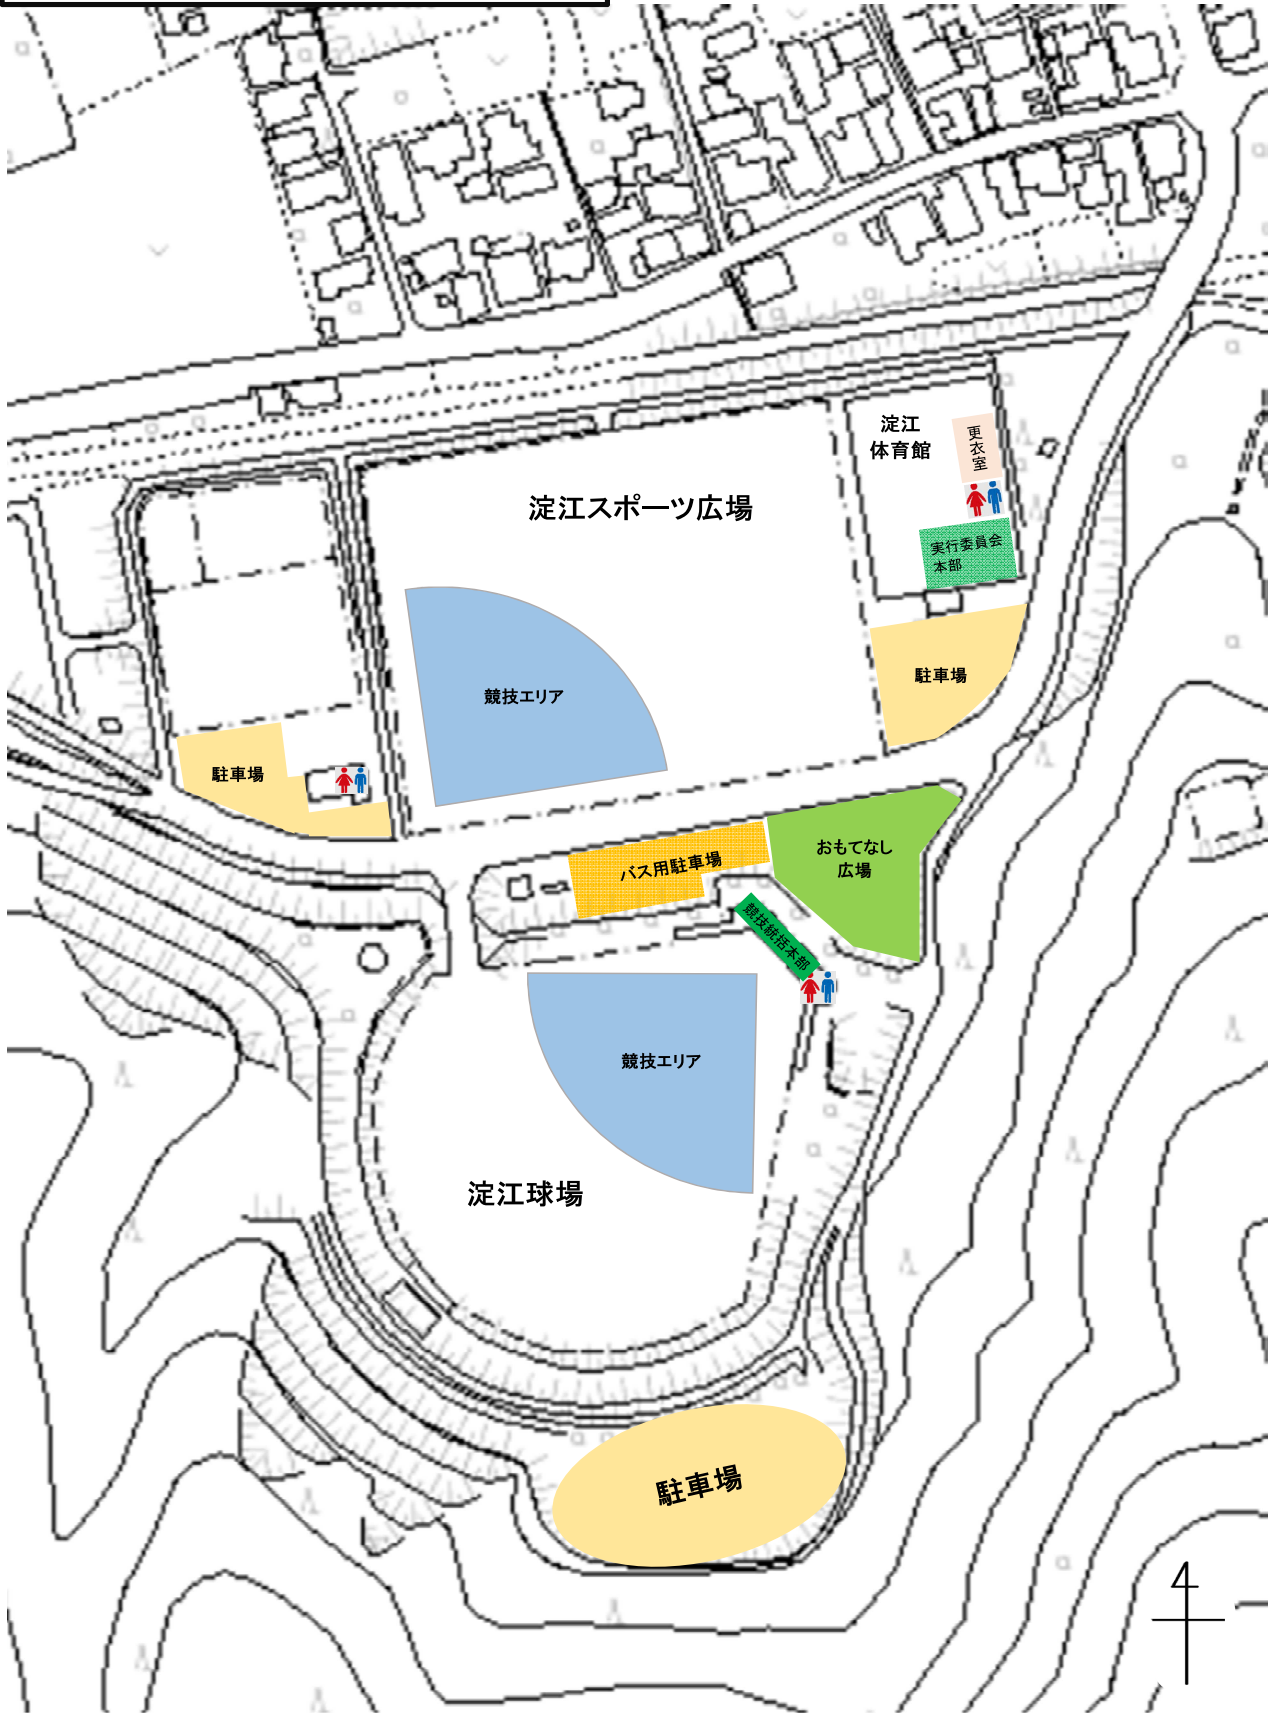 淀江
体育館
更衣室
淀江スポーツ広場
実行委員会
本部
競技エリア
駐車場
駐車場
おもてなし
広場
バス用駐車場
競技統括本部
競技エリア
淀江球場
駐車場